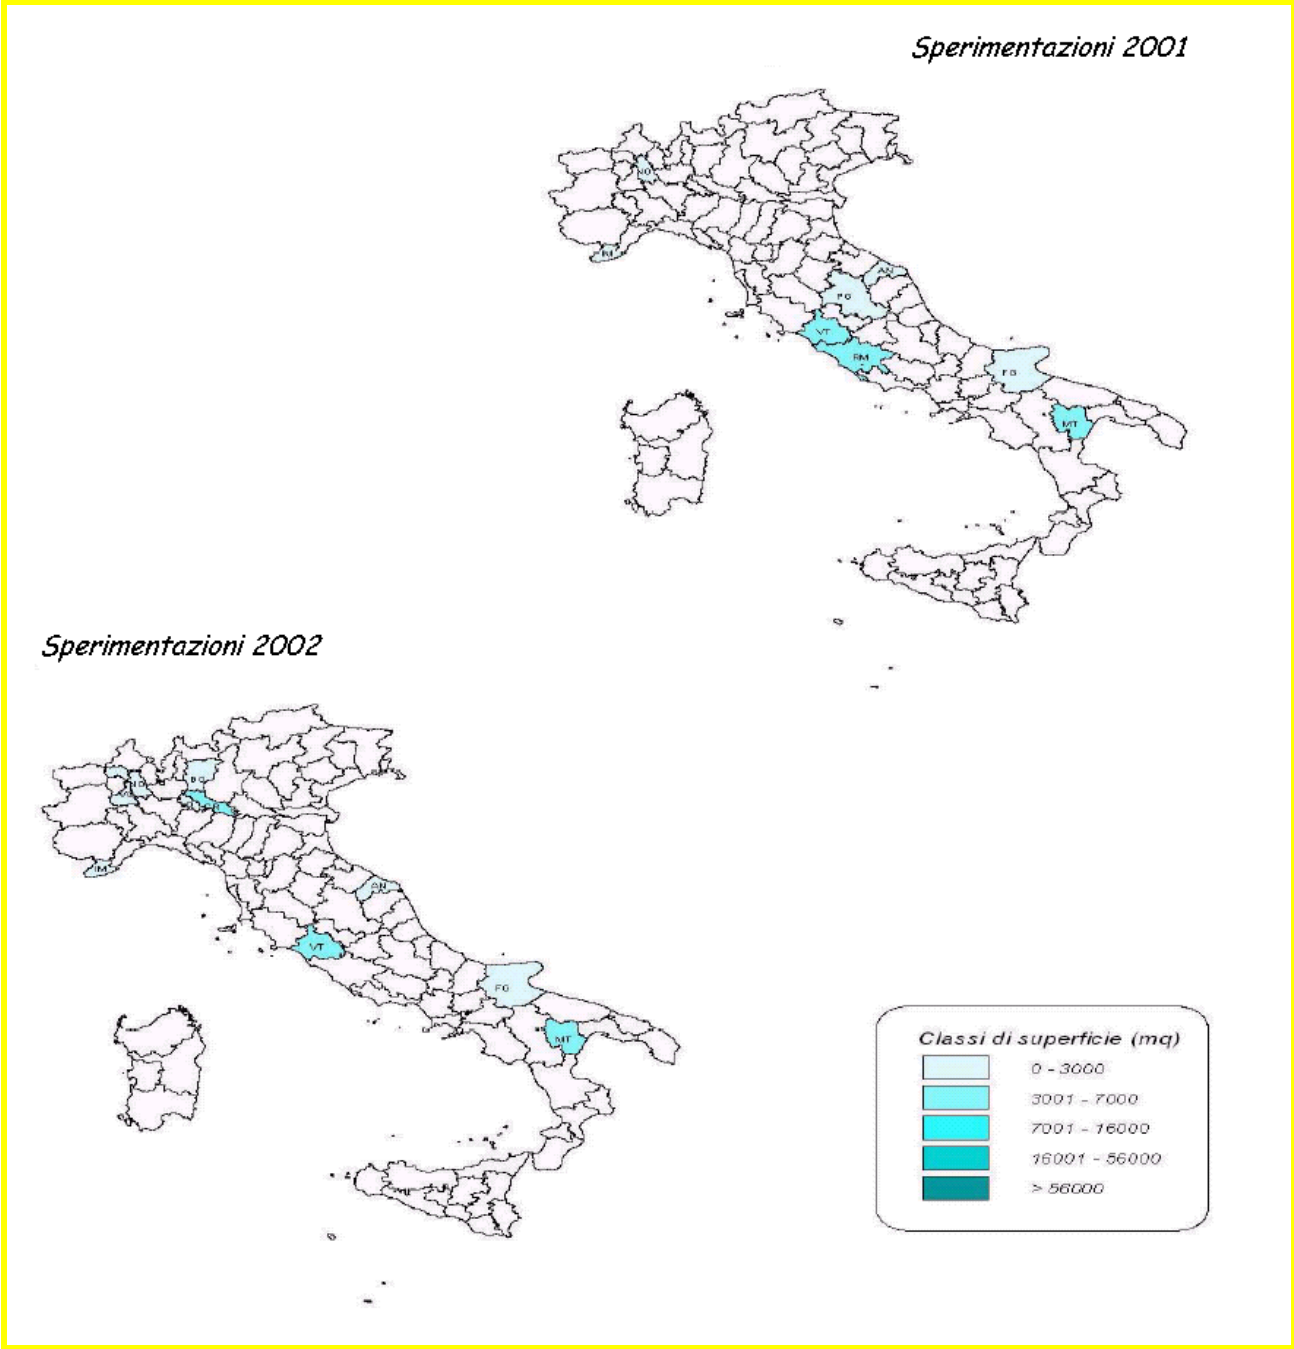 Sperimentazioni 2001
NO
IM
AN
PG
VT
RM
FG
MT
Sperimentazioni 2002
BG
NO
IM
AN
VT
FG
MT
Classi di superficie (mq)
0 - 3000
3001 - 7000
7001 - 16000
16001 - 56000
> 56000